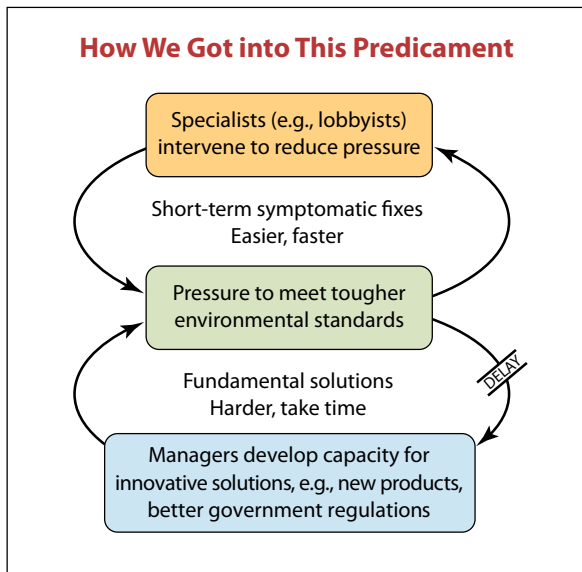 How We Got into This Predicament
Specialists (e.g., lobbyists)
intervene to reduce pressure
Short-term symptomatic fixes
Easier, faster
Pressure to meet tougher
environmental standards
DELAY
Fundamental solutions
Harder, take time
Managers develop capacity for
innovative solutions, e.g., new products,
better government regulations